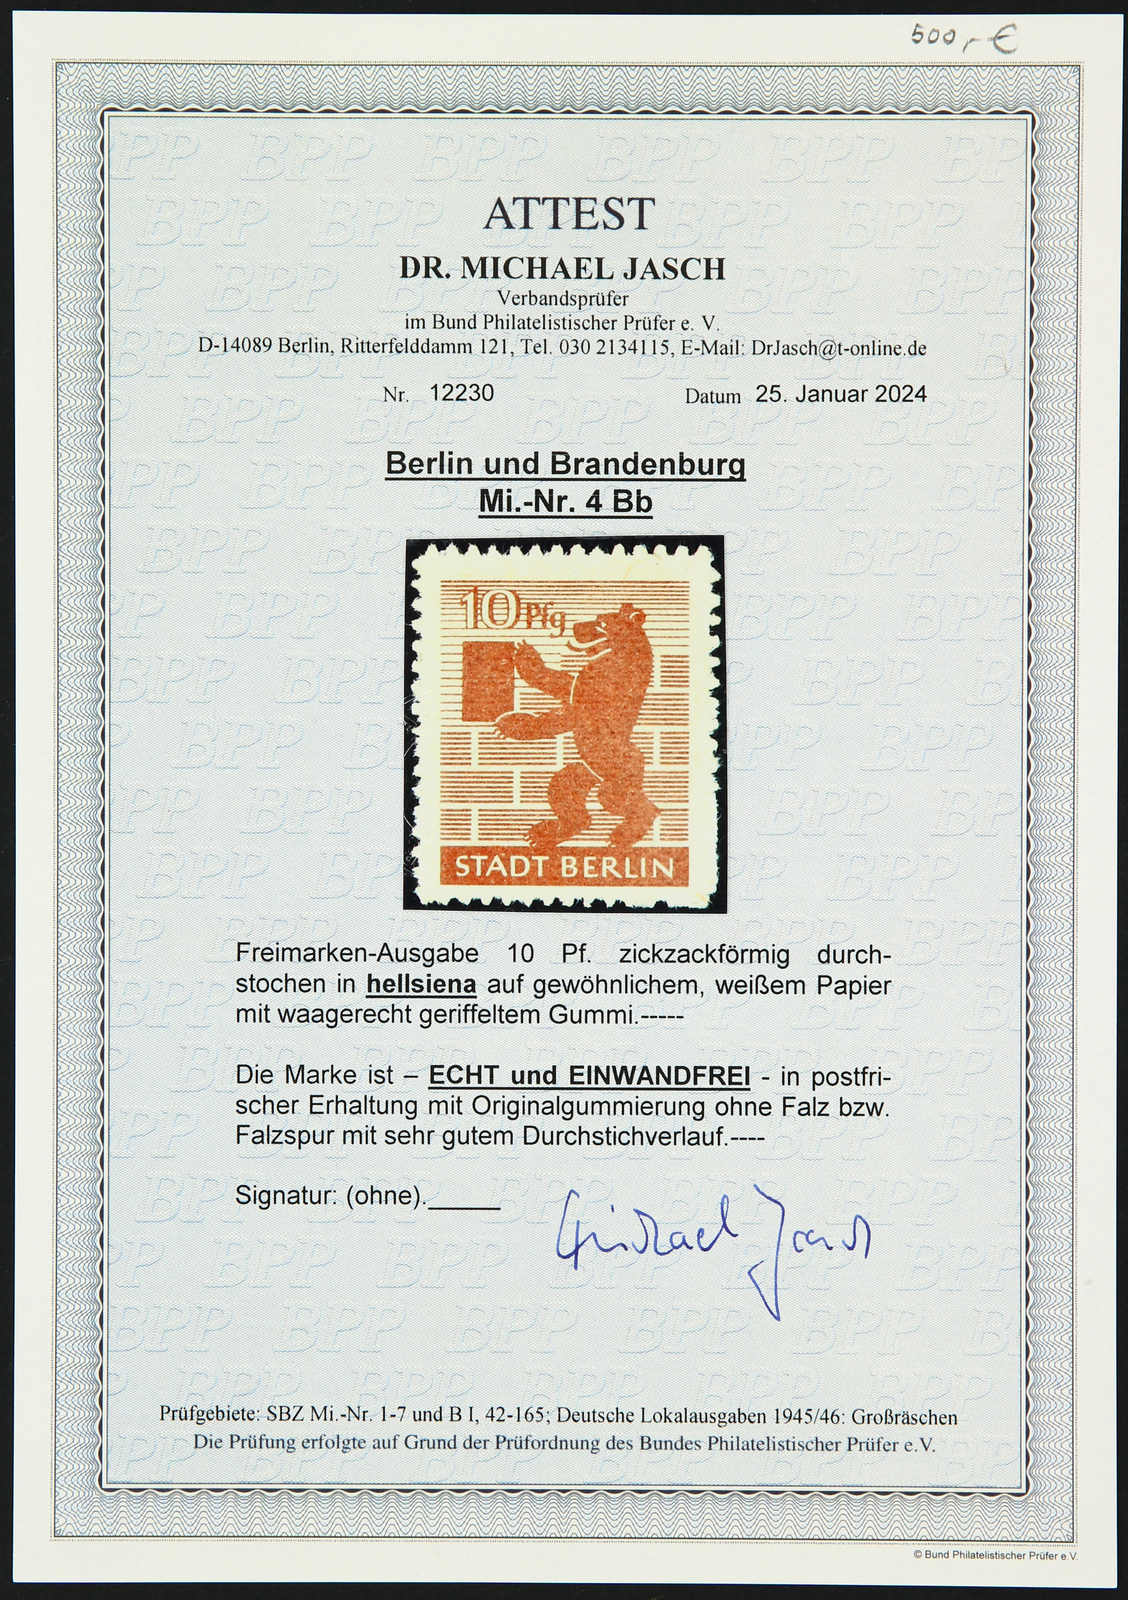 500,- €
ATTEST
DR. MICHAEL JASCH
Verbandsprüfer
im Bund Philatelistischer Prüfer e. V.
D-14089 Berlin, Ritterfelddamm 121, Tel. 030 2134115, E-Mail: DrJasch@t-online.de
Nr. 12230 Datum 25. Januar 2024
Berlin und Brandenburg
Mi.-Nr. 4 Bb
10 Pfg
STADT BERLIN
Freimarken-Ausgabe 10 Pf. zickzackförmig durch-
stochen in hellsiena auf gewöhnlichem, weißem Papier
mit waagerecht geriffeltem Gummi.-----
Die Marke ist – ECHT und EINWANDFREI - in postfri-
scher Erhaltung mit Originalgummierung ohne Falz bzw.
Falzspur mit sehr gutem Durchstichverlauf.----
Signatur: (ohne).
Michael Jasch
Prüfgebiete: SBZ Mi.-Nr. 1-7 und B I, 42-165; Deutsche Lokalausgaben 1945/46: Großräschen
Die Prüfung erfolgte auf Grund der Prüfordnung des Bundes Philatelistischer Prüfer e.V.
© Bund Philatelistischer Prüfer e.V.